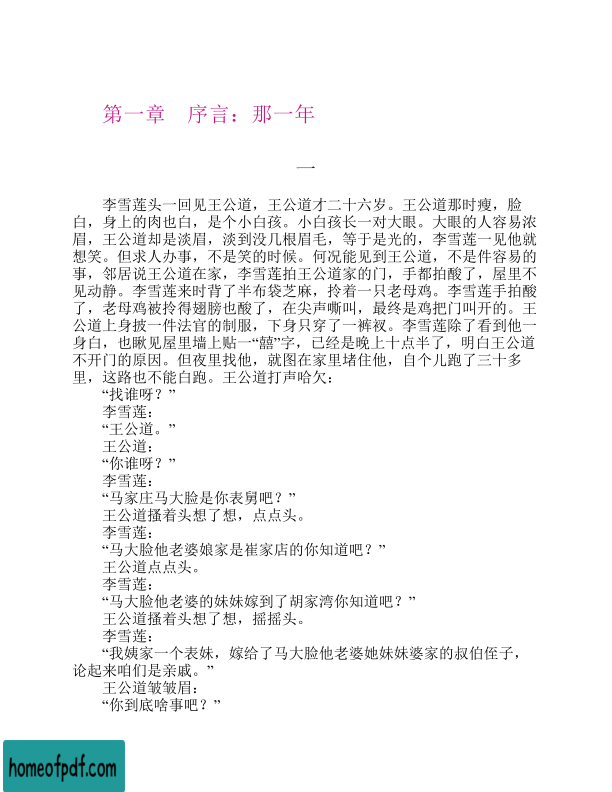 第一章　序言：那一年
一
李雪莲头一回见王公道，王公道才二十六岁。王公道那时瘦，脸
白，身上的肉也白，是个小白孩。小白孩长一对大眼。大眼的人容易浓
眉，王公道却是淡眉，淡到没几根眉毛，等于是光的，李雪莲一见他就
想笑。但求人办事，不是笑的时候。何况能见到王公道，不是件容易的
事，邻居说王公道在家，李雪莲拍王公道家的门，手都拍酸了，屋里不
见动静。李雪莲来时背了半布袋芝麻，拎着一只老母鸡。李雪莲手拍酸
了，老母鸡被拎得翅膀也酸了，在尖声嘶叫，最终是鸡把门叫开的。王
公道上身披一件法官的制服，下身只穿了一裤衩。李雪莲除了看到他一
身白，也瞅见屋里墙上贴一“囍”字，已经是晚上十点半了，明白王公道
不开门的原因。但夜里找他，就图在家里堵住他，自个儿跑了三十多
里，这路也不能白跑。王公道打声哈欠：
“找谁呀？”
李雪莲：
“王公道。”
王公道：
“你谁呀？”
李雪莲：
“马家庄马大脸是你表舅吧？”
王公道搔着头想了想，点点头。
李雪莲：
“马大脸他老婆娘家是崔家店的你知道吧？”
王公道点点头。
李雪莲：
“马大脸他老婆的妹妹嫁到了胡家湾你知道吧？”
王公道搔着头想了想，摇摇头。
李雪莲：
“我姨家一个表妹，嫁给了马大脸他老婆她妹妹婆家的叔伯侄子，
论起来咱们是亲戚。”
王公道皱皱眉：
“你到底啥事吧？”
homeofpdf.com